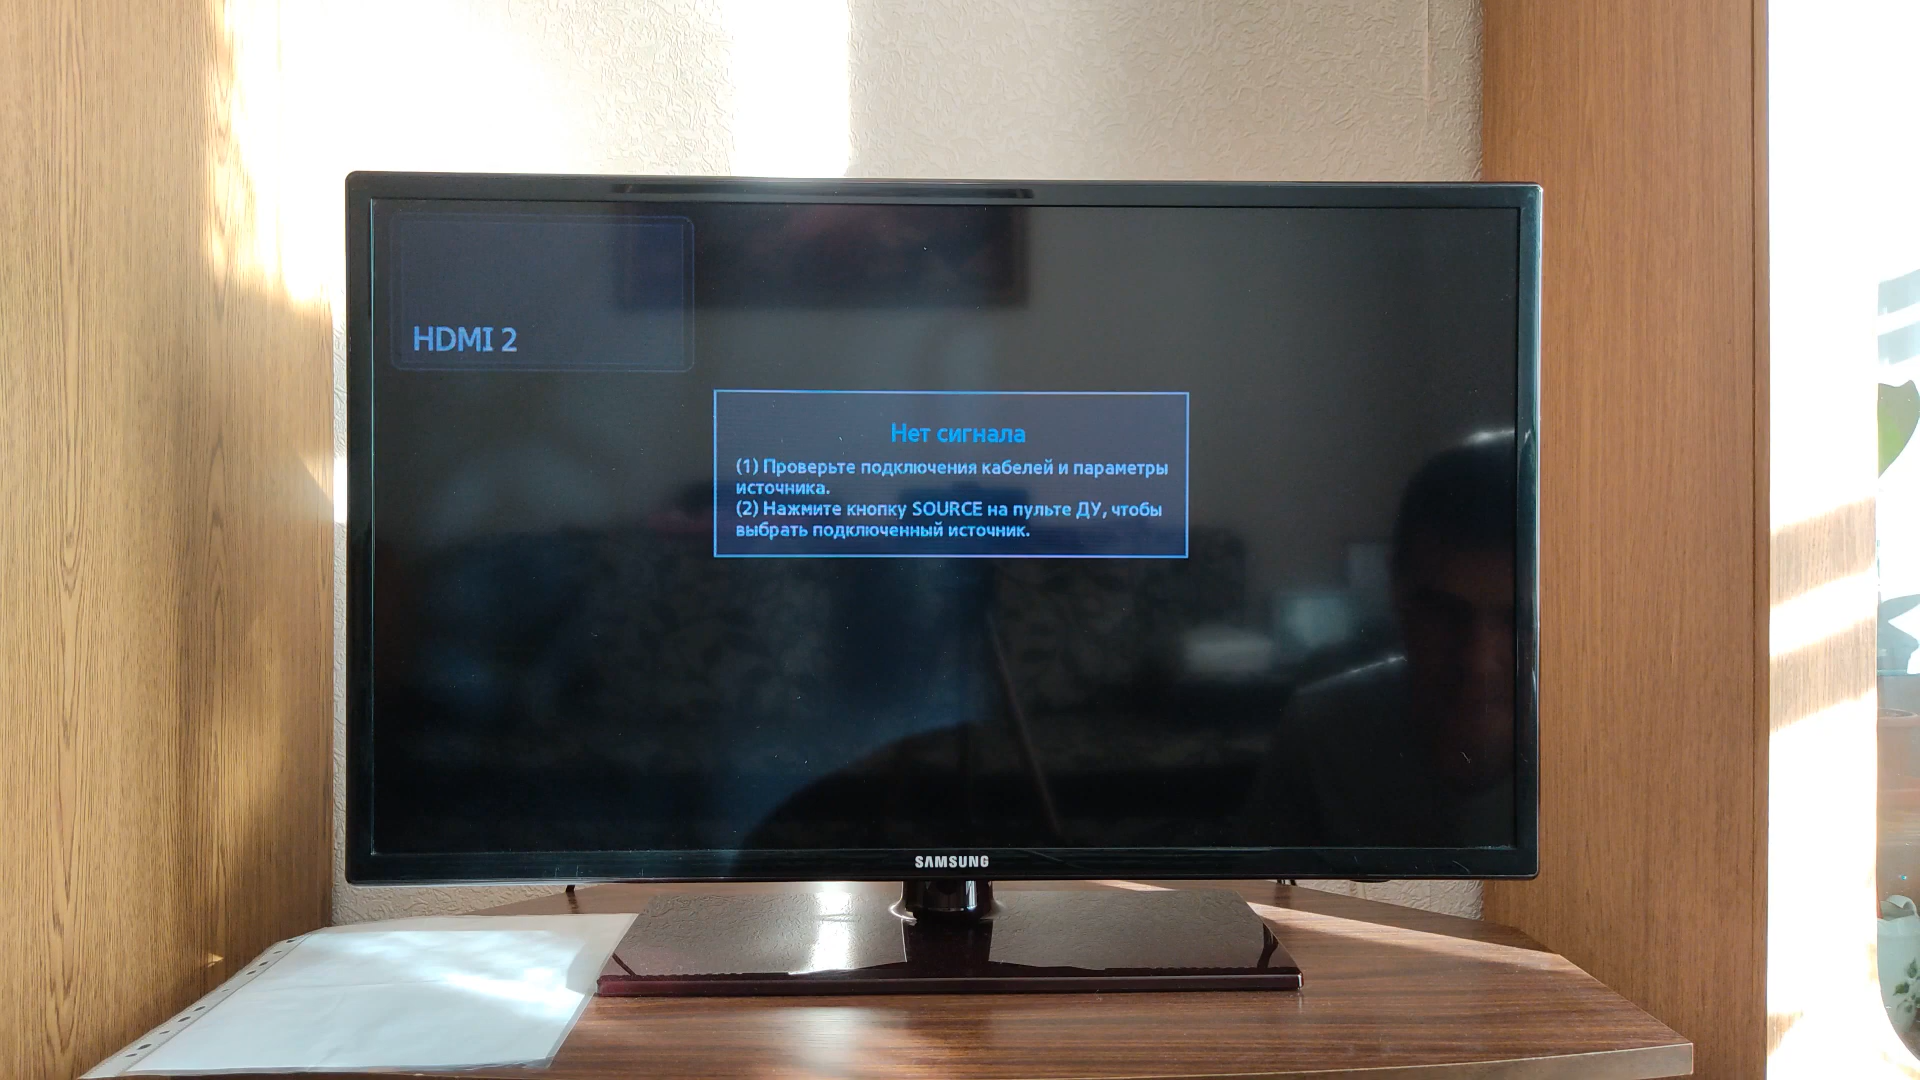 HDMI 2
Нет сигнала
(1) Проверьте подключения кабелей и параметры
источника.
(2) Нажмите кнопку SOURCE на пульте ДУ, чтобы
выбрать подключенный источник.
SAMSUNG